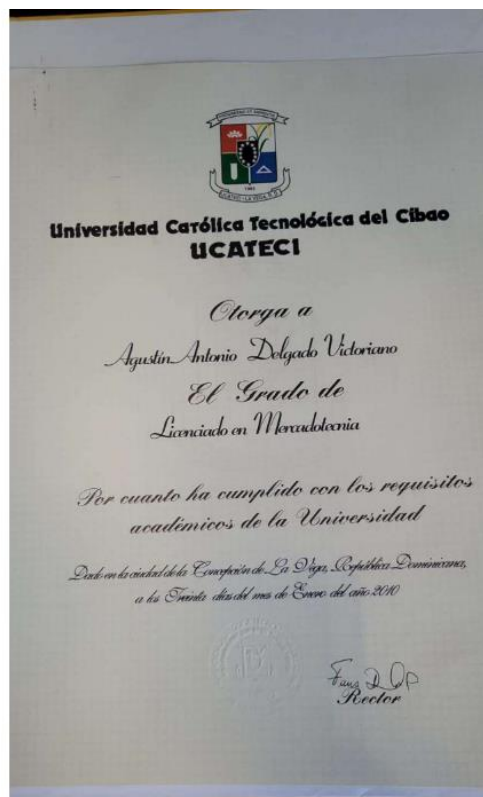 1983
Universidad Católica Tecnológica del Cibao
UCATECI
Otorga a
Agustín Antonio Delgado Victoriano
El Grado de
Licenciado en Mercadotecnia
Por cuanto ha cumplido con los requisitos
académicos de la Universidad
Dado en la ciudad de la Concepción de La Vega, República Dominicana,
a los Treinta días del mes de Enero del año 2010
Rector